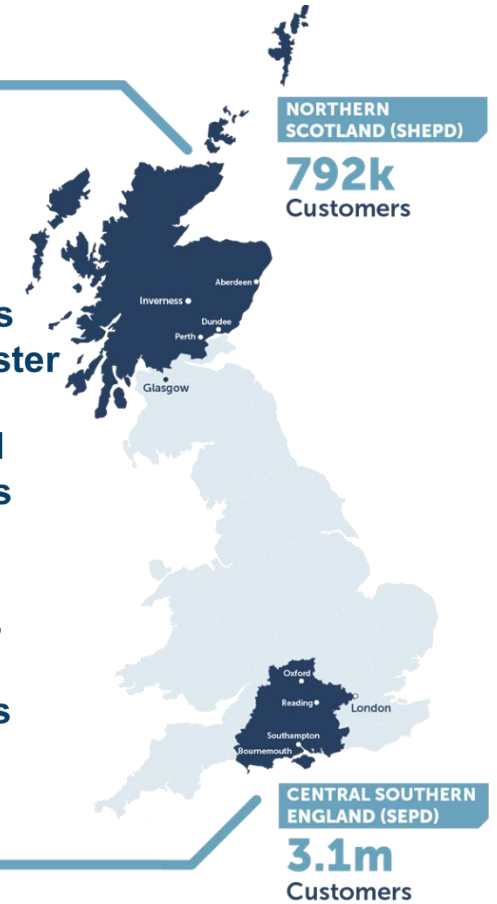 NORTHERN
SCOTLAND (SHEPD)
792k
Customers
Aberdeen
Inverness
Dundee
Perth
Glasgow
s
ster
s
s
Oxford
Reading
London
Southampton
Bournemouth
CENTRAL SOUTHERN
ENGLAND (SEPD)
3.1m
Customers